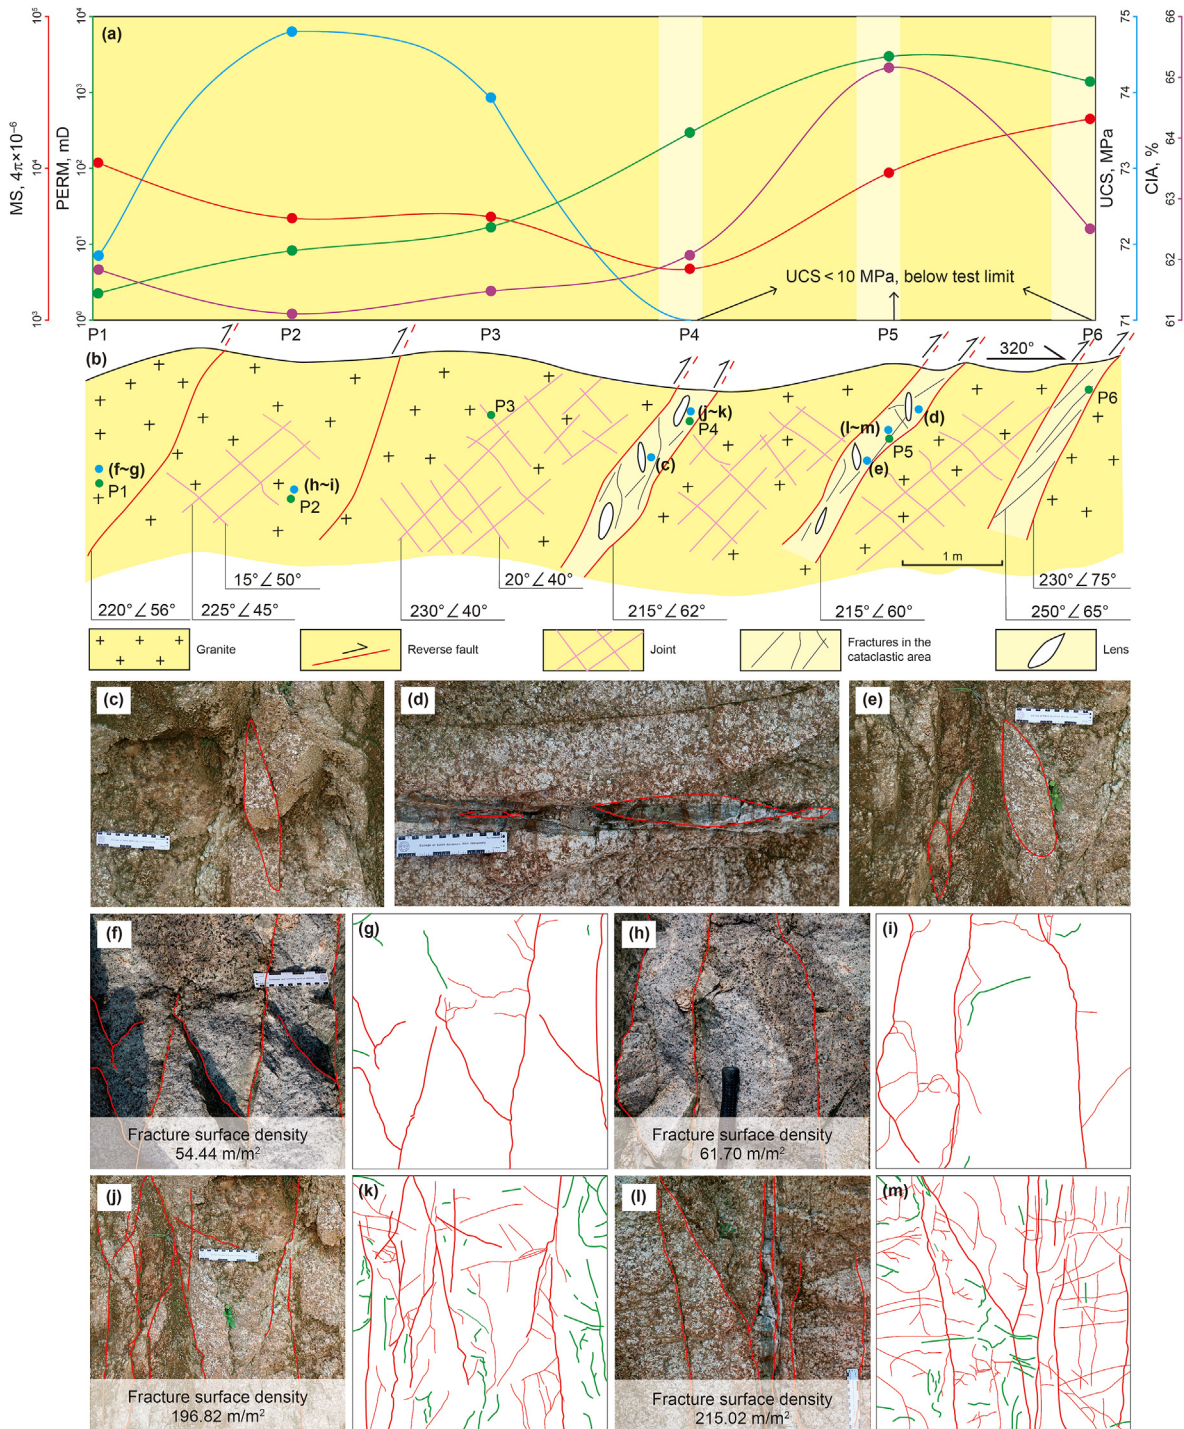 (a)
10⁵
10⁴
10³
MS, 4π×10⁻⁶
10⁴
10³
10²
10¹
10⁰
PERM, mD
75
74
73
72
71
UCS, MPa
66
65
64
63
62
61
CIA, %
UCS < 10 MPa, below test limit
P1
P2
P3
P4
P5
P6
(b)
320°
(f~g)
P1
(h~i)
P2
P3
(j~k)
P4
(c)
(l~m)
P5
(d)
(e)
P6
1 m
15°∠50°
20°∠40°
230°∠75°
220°∠56°
225°∠45°
230°∠40°
215°∠62°
215°∠60°
250°∠65°
Granite
Reverse fault
Joint
Fractures in the
cataclastic area
Lens
(c)
(d)
(e)
(f)
Fracture surface density
54.44 m/m²
(g)
(h)
Fracture surface density
61.70 m/m²
(i)
(j)
Fracture surface density
196.82 m/m²
(k)
(l)
Fracture surface density
215.02 m/m²
(m)